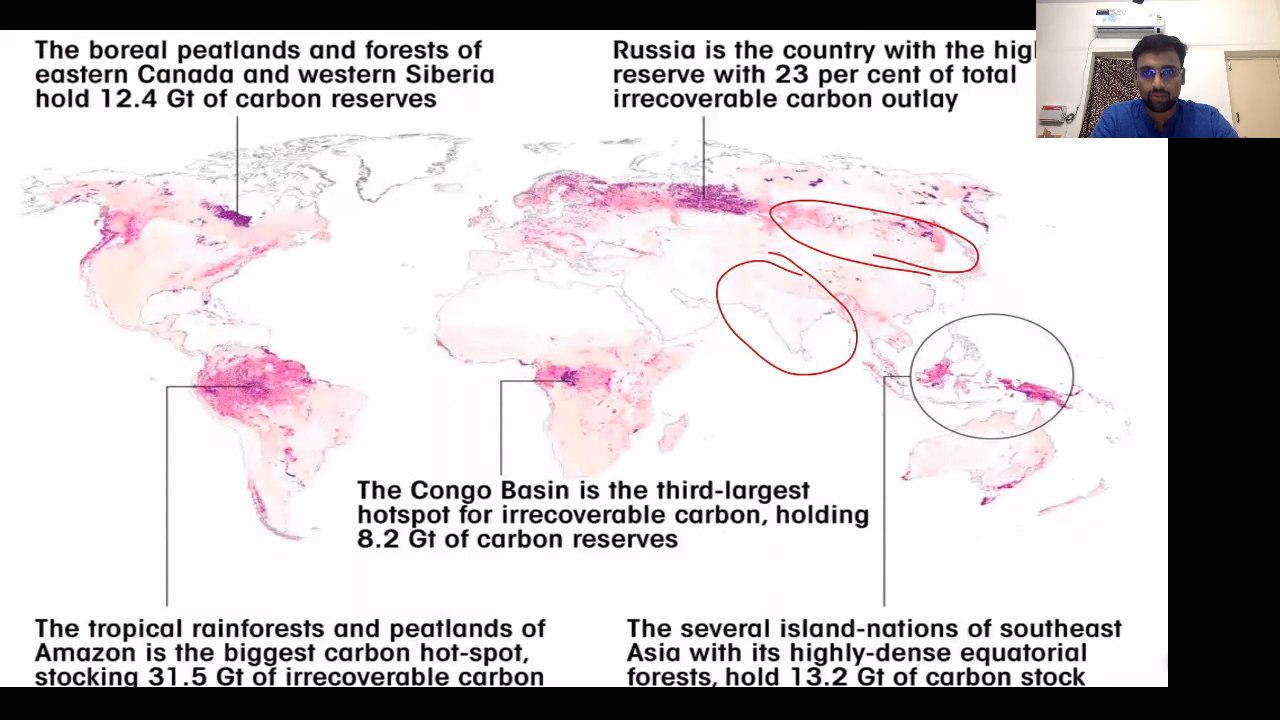 The boreal peatlands and forests of
eastern Canada and western Siberia
hold 12.4 Gt of carbon reserves
Russia is the country with the
reserve with 23 per cent of total
irrecoverable carbon outlay
The Congo Basin is the third-largest
hotspot for irrecoverable carbon, holding
8.2 Gt of carbon reserves
The tropical rainforests and peatlands of
Amazon is the biggest carbon hot-spot,
stocking 31.5 Gt of irrecoverable carbon
The several island-nations of southeast
Asia with its highly-dense equatorial
forests, hold 13.2 Gt of carbon stock